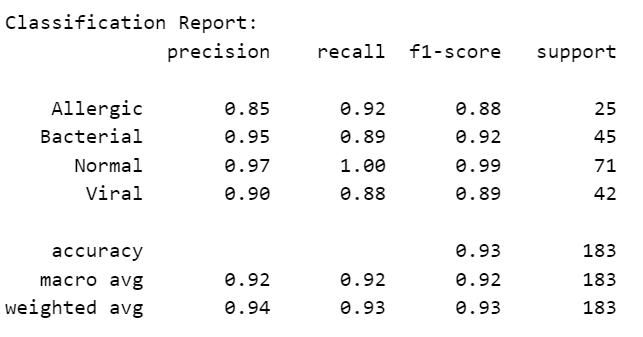 Classification Report:
precision recall f1-score support
Allergic 0.85 0.92 0.88 25
Bacterial 0.95 0.89 0.92 45
Normal 0.97 1.00 0.99 71
Viral 0.90 0.88 0.89 42
accuracy 0.93 183
macro avg 0.92 0.92 0.92 183
weighted avg 0.94 0.93 0.93 183